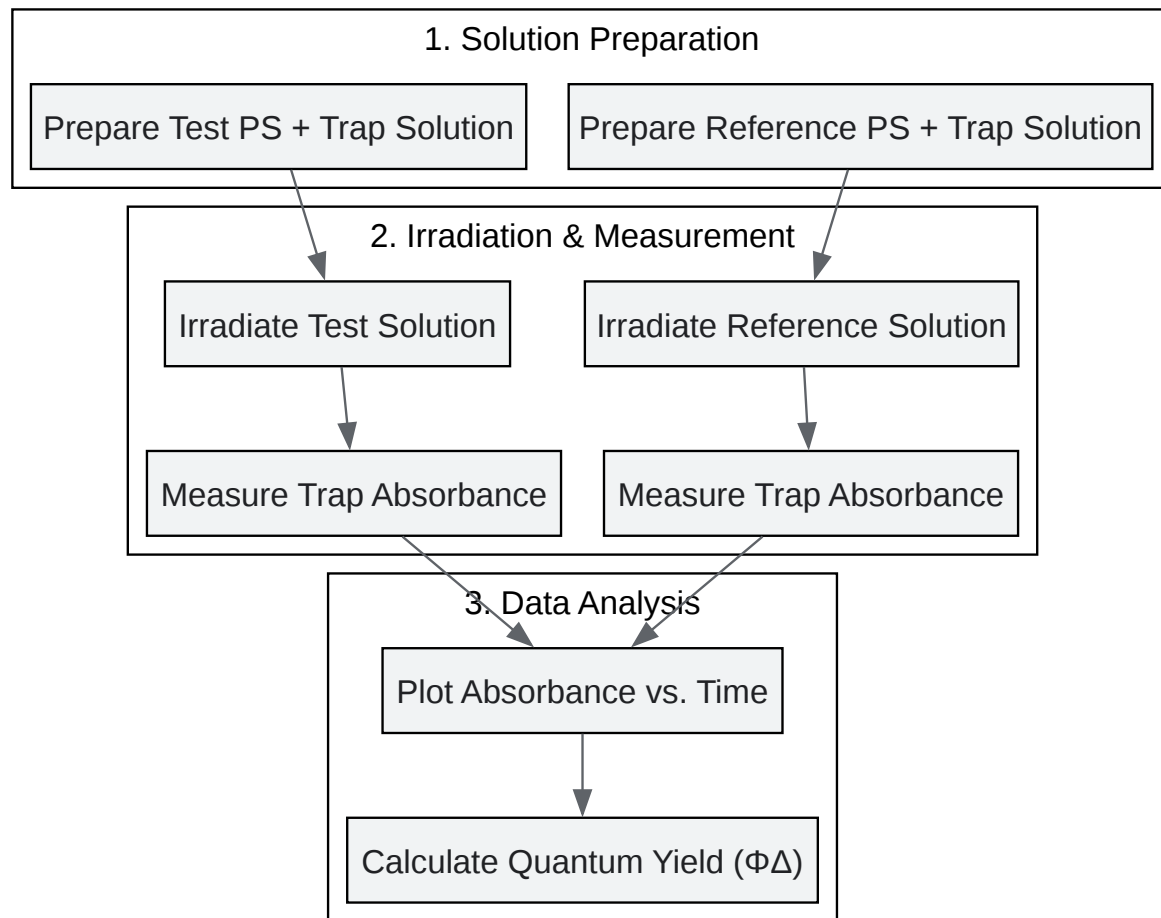 1. Solution Preparation
Prepare Test PS + Trap Solution
Prepare Reference PS + Trap Solution
2. Irradiation & Measurement
Irradiate Test Solution
Irradiate Reference Solution
Measure Trap Absorbance
Measure Trap Absorbance
3. Data Analysis
Plot Absorbance vs. Time
Calculate Quantum Yield (ΦΔ)